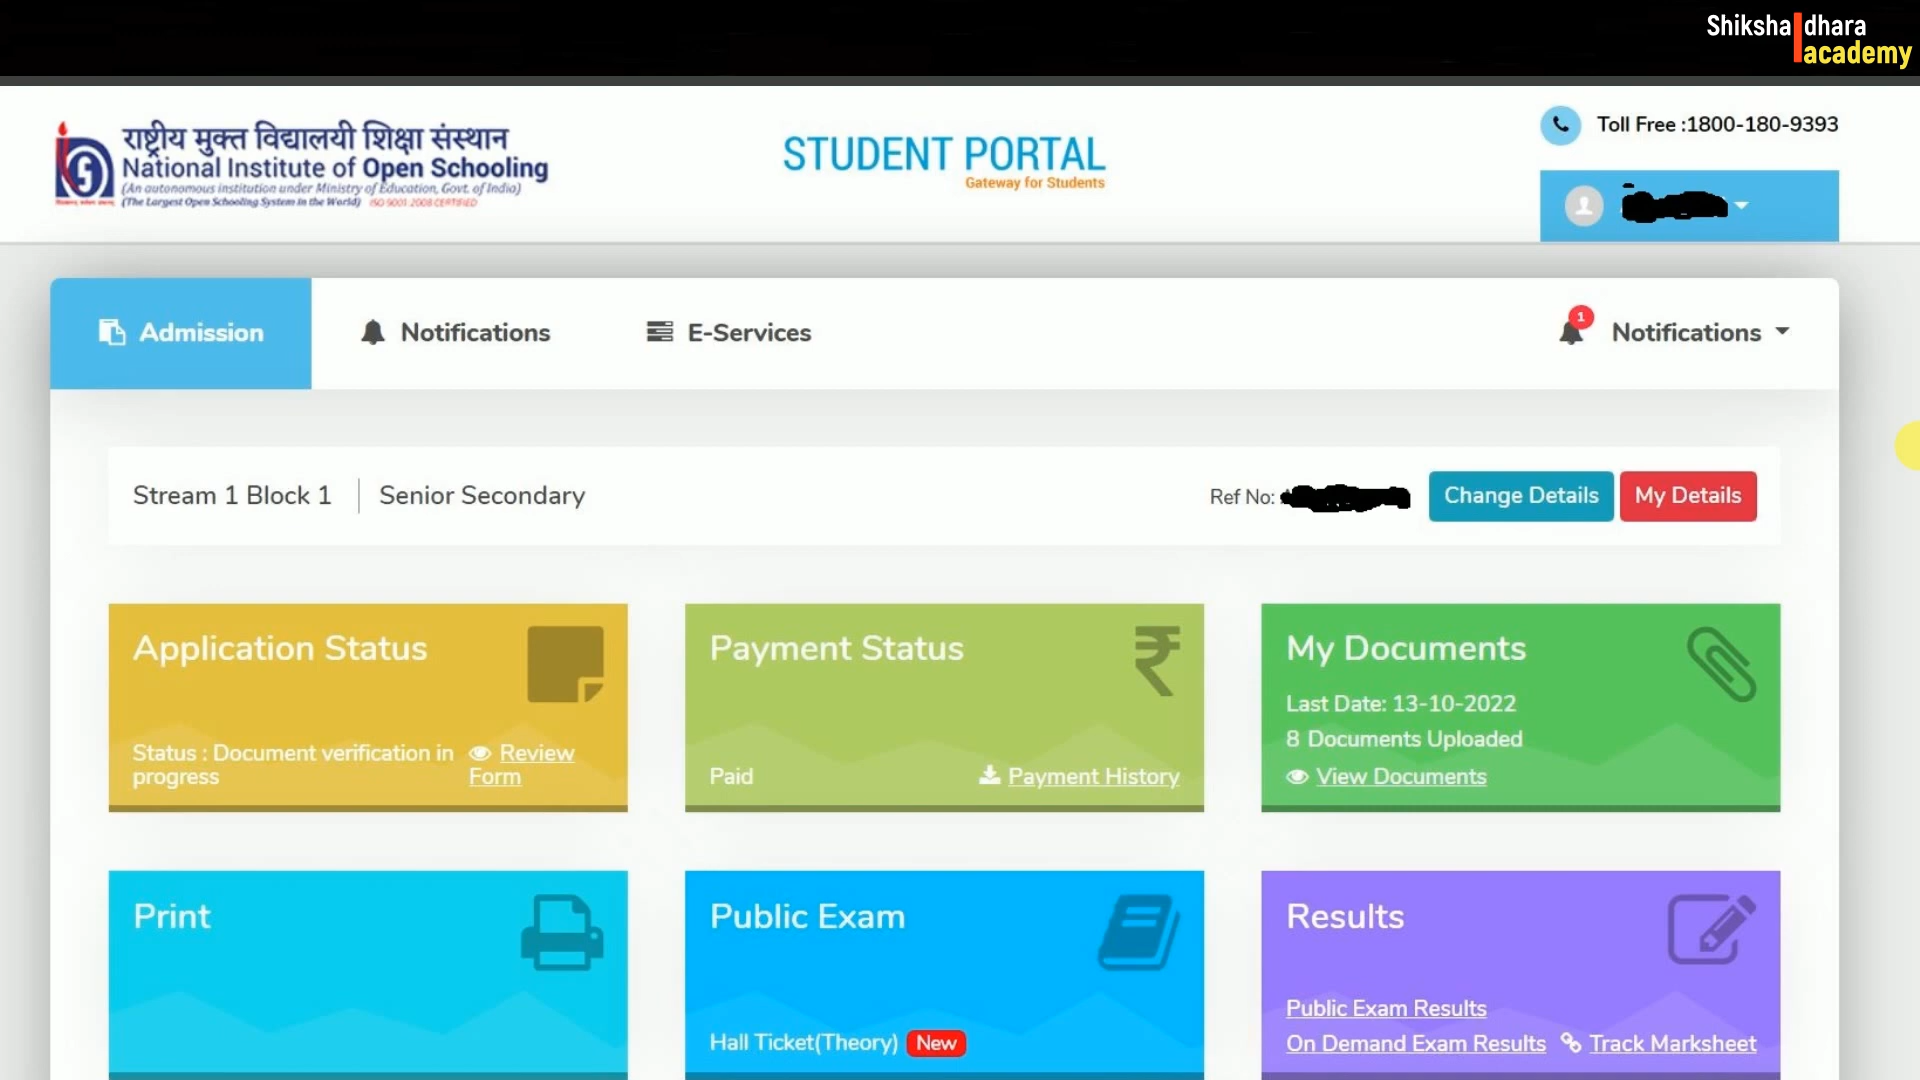 Shiksha dhara
academy
राष्ट्रीय मुक्त विद्यालयी शिक्षा संस्थान
National Institute of Open Schooling
(An autonomous institution under Ministry of Education, Govt. of India)
(The Largest Open Schooling System in the World) ISO 9001:2008 CERTIFIED
STUDENT PORTAL
Gateway for Students
Toll Free :1800-180-9393
Admission
Notifications
E-Services
1
Notifications
Stream 1 Block 1
Senior Secondary
Ref No:
Change Details
My Details
Application Status
Status : Document verification in
progress
Review
Form
Payment Status
Paid
Payment History
My Documents
Last Date: 13-10-2022
8 Documents Uploaded
View Documents
Print
Public Exam
Hall Ticket(Theory) New
Results
Public Exam Results
On Demand Exam Results Track Marksheet